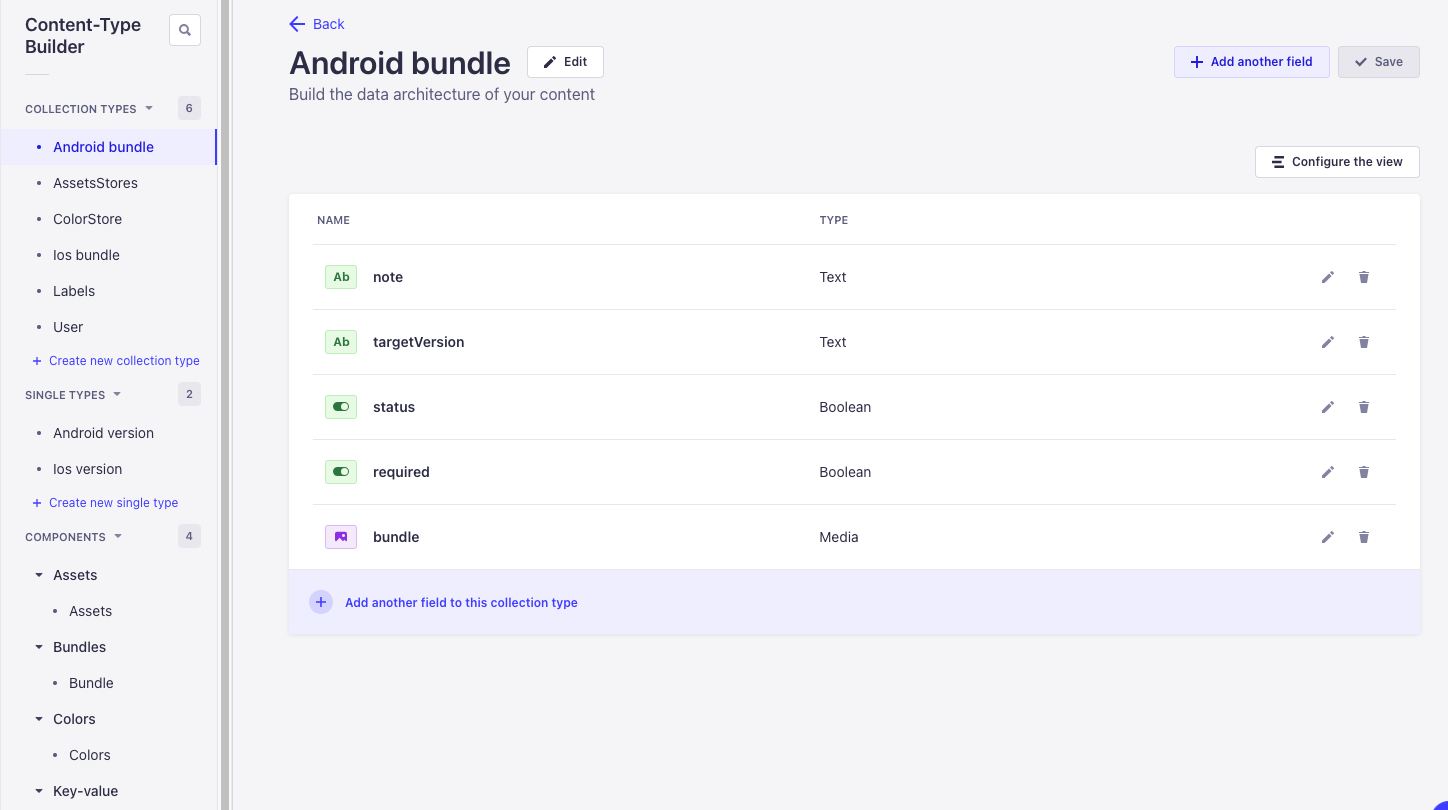 Content-Type
Builder
COLLECTION TYPES 6
Android bundle
AssetsStores
ColorStore
Ios bundle
Labels
User
Create new collection type
SINGLE TYPES 2
Android version
Ios version
Create new single type
COMPONENTS 4
Assets
Assets
Bundles
Bundle
Colors
Colors
Key-value
Back
Android bundle Edit
Build the data architecture of your content
Add another field Save
Configure the view
NAME TYPE
Ab note Text
Ab targetVersion Text
status Boolean
required Boolean
bundle Media
Add another field to this collection type